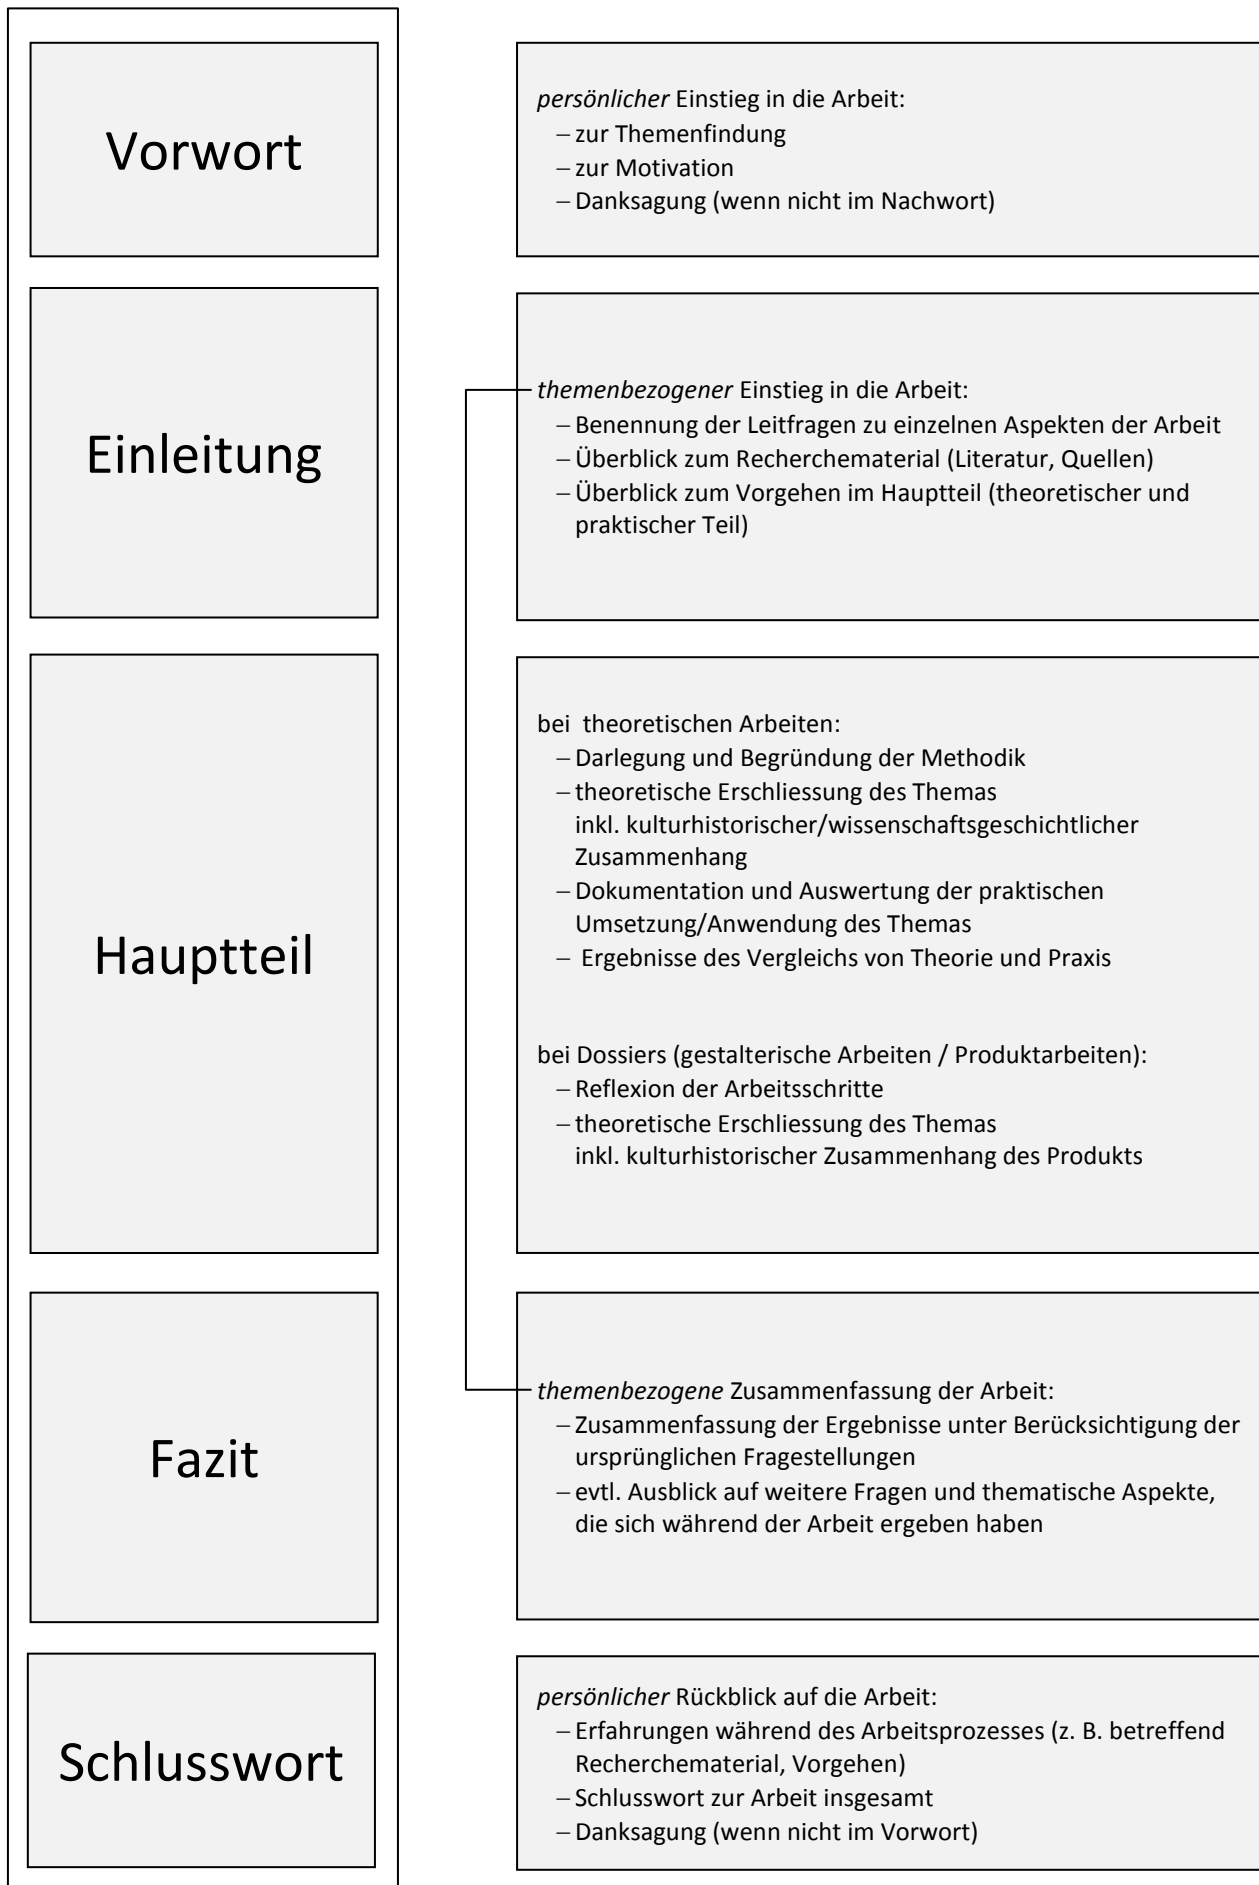 Vorwort
persönlicher Einstieg in die Arbeit:
– zur Themenfindung
– zur Motivation
– Danksagung (wenn nicht im Nachwort)
Einleitung
themenbezogener Einstieg in die Arbeit:
– Benennung der Leitfragen zu einzelnen Aspekten der Arbeit
– Überblick zum Recherchematerial (Literatur, Quellen)
– Überblick zum Vorgehen im Hauptteil (theoretischer und
praktischer Teil)
Hauptteil
bei theoretischen Arbeiten:
– Darlegung und Begründung der Methodik
– theoretische Erschliessung des Themas
inkl. kulturhistorischer/wissenschaftsgeschichtlicher
Zusammenhang
– Dokumentation und Auswertung der praktischen
Umsetzung/Anwendung des Themas
– Ergebnisse des Vergleichs von Theorie und Praxis
bei Dossiers (gestalterische Arbeiten / Produktarbeiten):
– Reflexion der Arbeitsschritte
– theoretische Erschliessung des Themas
inkl. kulturhistorischer Zusammenhang des Produkts
Fazit
themenbezogene Zusammenfassung der Arbeit:
– Zusammenfassung der Ergebnisse unter Berücksichtigung der
ursprünglichen Fragestellungen
– evtl. Ausblick auf weitere Fragen und thematische Aspekte,
die sich während der Arbeit ergeben haben
Schlusswort
persönlicher Rückblick auf die Arbeit:
– Erfahrungen während des Arbeitsprozesses (z. B. betreffend
Recherchematerial, Vorgehen)
– Schlusswort zur Arbeit insgesamt
– Danksagung (wenn nicht im Vorwort)